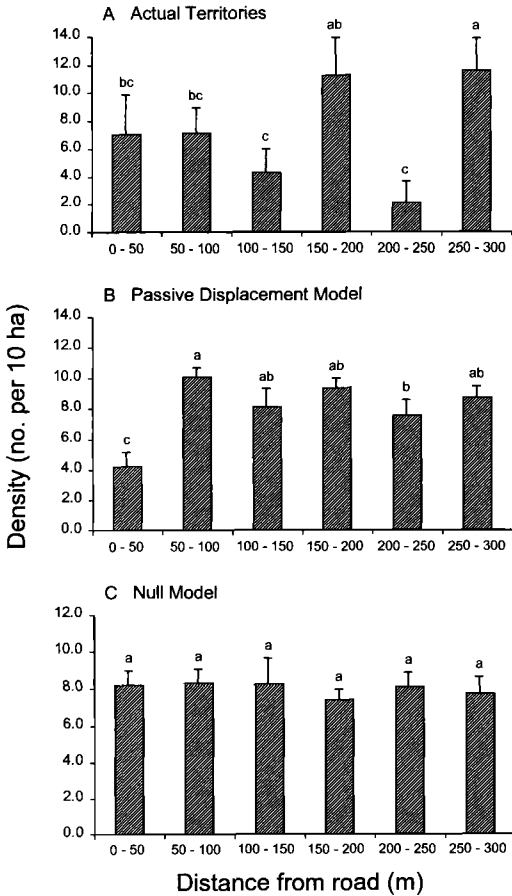 A Actual Territories
14.0
12.0
10.0
8.0
6.0
4.0
2.0
0.0
bc
bc
c
ab
c
a
0 - 50
50 - 100
100 - 150
150 - 200
200 - 250
250 - 300
B Passive Displacement Model
14.0
12.0
10.0
8.0
6.0
4.0
2.0
0.0
c
a
ab
ab
b
ab
0 - 50
50 - 100
100 - 150
150 - 200
200 - 250
250 - 300
Density (no. per 10 ha)
C Null Model
12.0
10.0
8.0
6.0
4.0
2.0
0.0
a
a
a
a
a
a
0 - 50
50 - 100
100 - 150
150 - 200
200 - 250
250 - 300
Distance from road (m)